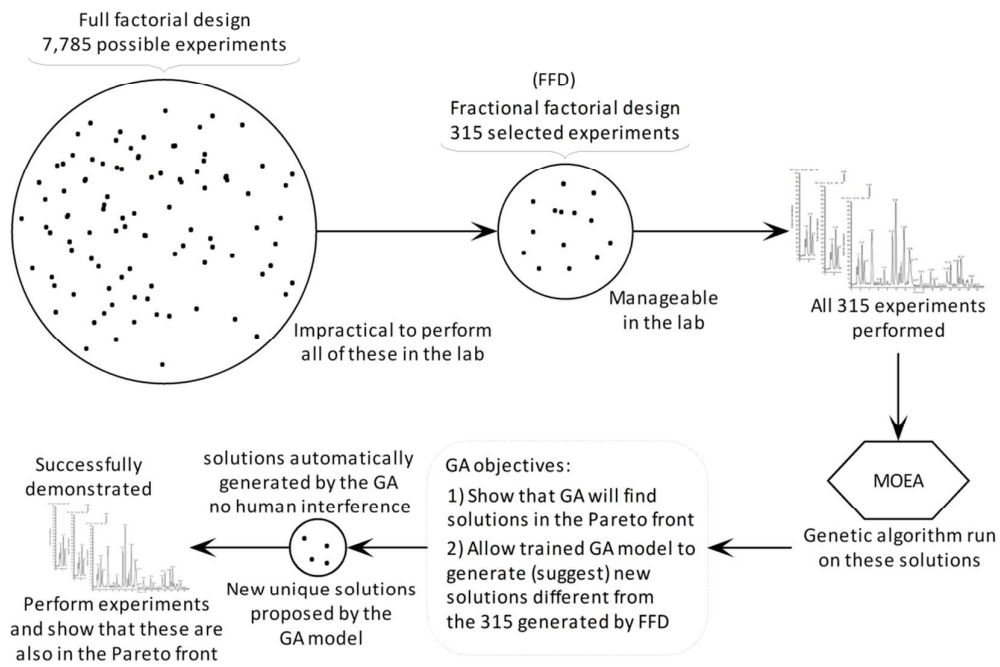 Full factorial design
7,785 possible experiments
(FFD)
Fractional factorial design
315 selected experiments
Impractical to perform
all of these in the lab
Manageable
in the lab
All 315 experiments
performed
MOEA
Genetic algorithm run
on these solutions
GA objectives:
1) Show that GA will find
solutions in the Pareto front
2) Allow trained GA model to
generate (suggest) new
solutions different from
the 315 generated by FFD
solutions automatically
generated by the GA
no human interference
New unique solutions
proposed by the
GA model
Successfully
demonstrated
Perform experiments
and show that these are
also in the Pareto front